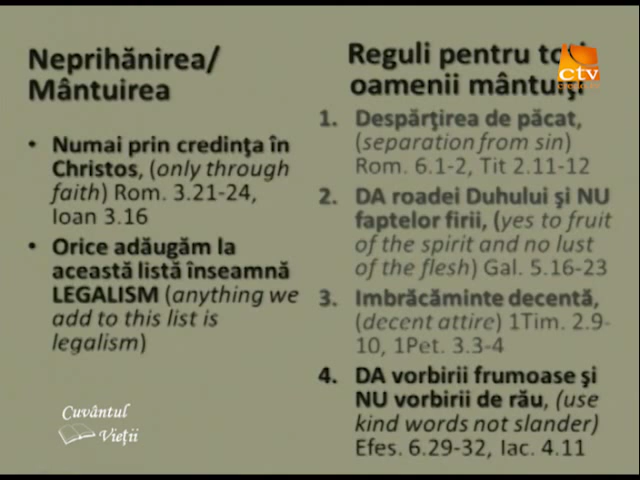 Neprihănirea/
Mântuirea
• Numai prin credinţa în
Christos, (only through
faith) Rom. 3.21-24,
Ioan 3.16
• Orice adăugăm la
această listă înseamnă
LEGALISM (anything we
add to this list is
legalism)
Reguli pentru
oamenii mântuiţi
1. Despărţirea de păcat,
(separation from sin)
Rom. 6.1-2, Tit 2.11-12
2. DA roadei Duhului şi NU
faptelor firii, (yes to fruit
of the spirit and no lust
of the flesh) Gal. 5.16-23
3. Imbrăcăminte decentă,
(decent attire) 1Tim. 2.9-
10, 1Pet. 3.3-4
4. DA vorbirii frumoase şi
NU vorbirii de rău, (use
kind words not slander)
Efes. 6.29-32, Iac. 4.11
ctv
Cuvântul
Vieții